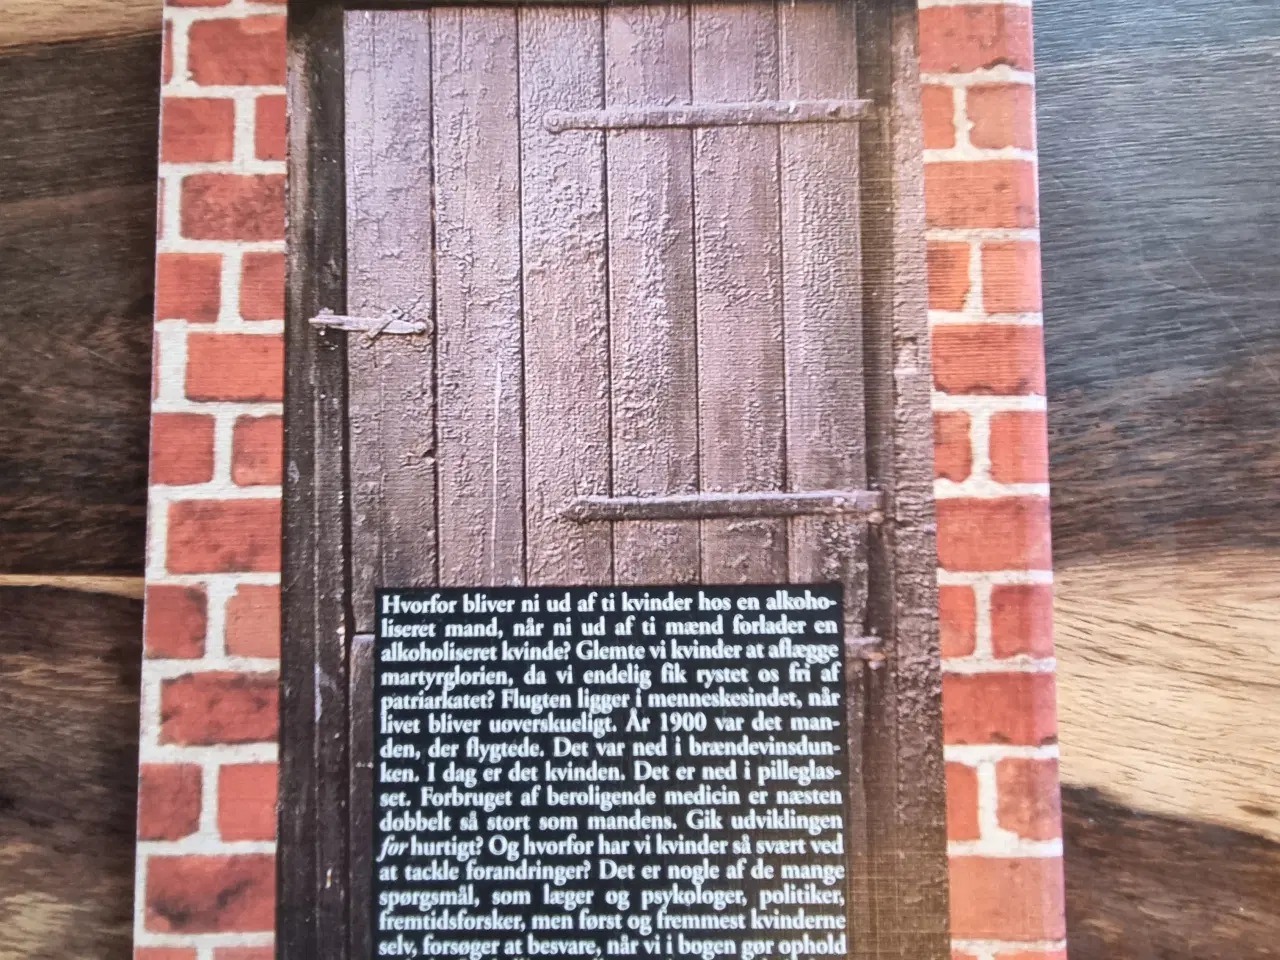 Hvorfor bliver ni ud af ti kvinder hos en alkoho-
liseret mand, når ni ud af ti mænd forlader en
alkoholiseret kvinde? Glemte vi kvinder at aflægge
martyrglorien, da vi endelig fik rystet os fri af
patriarkatet? Flugten ligger i menneskesindet, når
livet bliver uoverskueligt. År 1900 var det man-
den, der flygtede. Det var ned i brændevinsdun-
ken. I dag er det kvinden. Det er ned i pilleglas-
set. Forbruget af beroligende medicin er næsten
dobbelt så stort som mandens. Gik udviklingen
for hurtigt? Og hvorfor har vi kvinder så svært ved
at tackle forandringer? Det er nogle af de mange
spørgsmål, som læger og psykologer, politiker,
fremtidsforsker, men først og fremmest kvinderne
selv, forsøger at besvare, når vi i bogen gør ophold